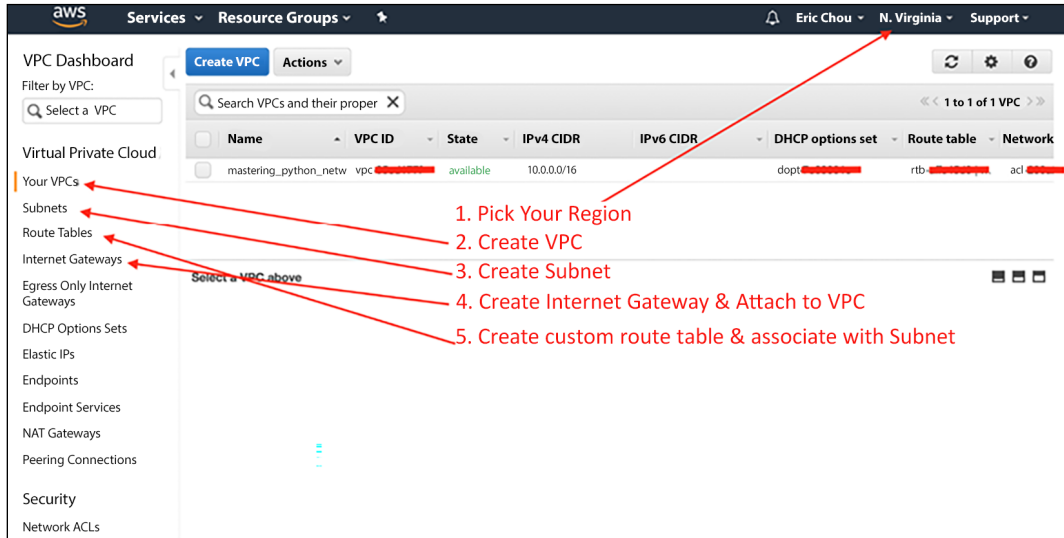 aws Services Resource Groups Eric Chou N. Virginia Support
VPC Dashboard
Filter by VPC:
Select a VPC
Virtual Private Cloud
Your VPCs
Subnets
Route Tables
Internet Gateways
Egress Only Internet
Gateways
DHCP Options Sets
Elastic IPs
Endpoints
Endpoint Services
NAT Gateways
Peering Connections
Security
Network ACLs
Create VPC Actions
Search VPCs and their proper X
1 to 1 of 1 VPC
Name VPC ID State IPv4 CIDR IPv6 CIDR DHCP options set Route table Network
mastering_python_netw vpc available 10.0.0.0/16 dopt rtb- acl
1. Pick Your Region
2. Create VPC
3. Create Subnet
Select a VPC above
4. Create Internet Gateway & Attach to VPC
5. Create custom route table & associate with Subnet